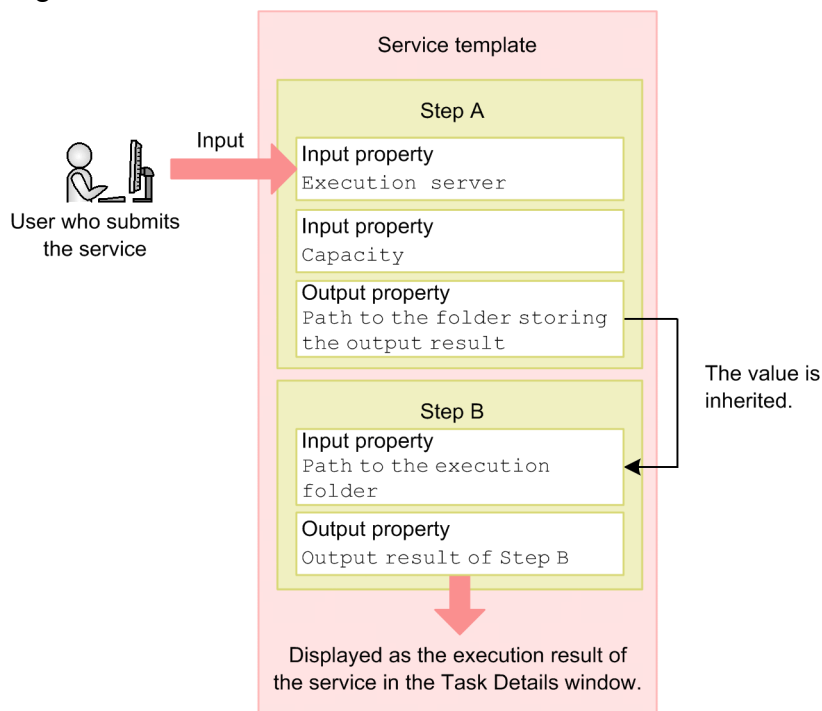 Service template
Step A
Input
Input property
Execution server
User who submits
the service
Input property
Capacity
Output property
Path to the folder storing
the output result
The value is
inherited.
Step B
Input property
Path to the execution
folder
Output property
Output result of Step B
Displayed as the execution result of
the service in the Task Details window.